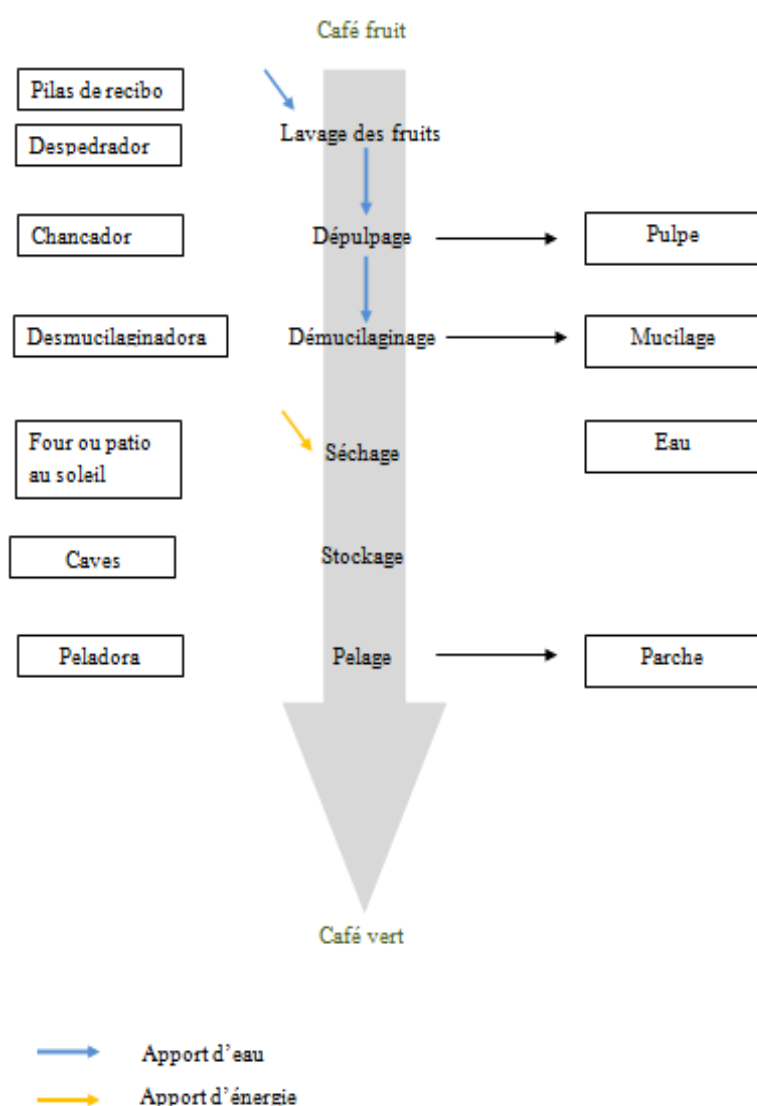 Café fruit
Pilas de recibo
Lavage des fruits
Despedrador
Chancador
Dépulpage
Pulpe
Desmucilaginadora
Démucilaginage
Mucilage
Four ou patio
au soleil
Séchage
Eau
Caves
Stockage
Peladora
Pelage
Parche
Café vert
Apport d'eau
Apport d'énergie